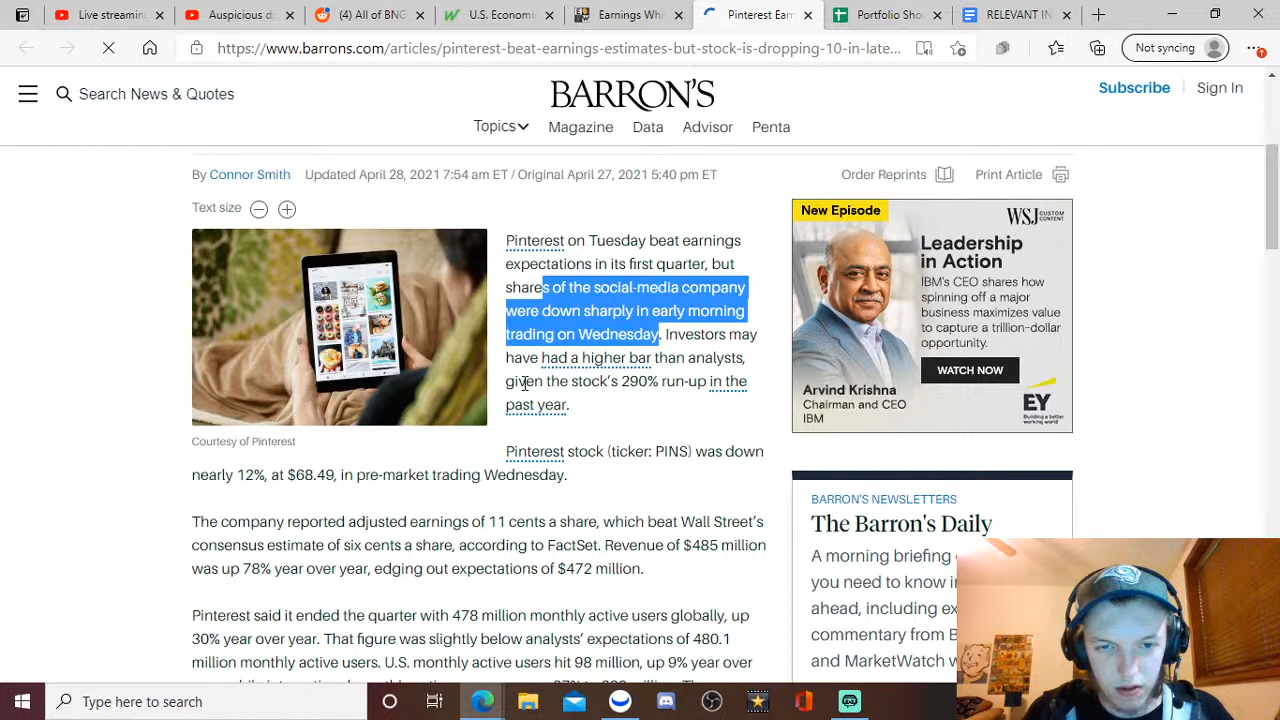 Live streaming
Auspicious d
(4) All of BNG
U.S. Economi
Earnings Whi
Pinterest Earn
Portfolio Sho
RELEVANT IN
https://www.barrons.com/articles/pinterest-beat-earnings-estimates-but-stock-is-dropping-10-in-late...
Not syncing
Search News & Quotes
BARRON'S
Subscribe
Sign In
Topics
Magazine
Data
Advisor
Penta
By Connor Smith
Updated April 28, 2021 7:54 am ET / Original April 27, 2021 5:40 pm ET
Order Reprints
Print Article
Text size
Pinterest on Tuesday beat earnings
expectations in its first quarter, but
shares of the social-media company
were down sharply in early morning
trading on Wednesday. Investors may
have had a higher bar than analysts,
given the stock's 290% run-up in the
past year.
Courtesy of Pinterest
Pinterest stock (ticker: PINS) was down
nearly 12%, at $68.49, in pre-market trading Wednesday.
The company reported adjusted earnings of 11 cents a share, which beat Wall Street's
consensus estimate of six cents a share, according to FactSet. Revenue of $485 million
was up 78% year over year, edging out expectations of $472 million.
Pinterest said it ended the quarter with 478 million monthly active users globally, up
30% year over year. That figure was slightly below analysts' expectations of 480.1
million monthly active users. U.S. monthly active users hit 98 million, up 9% year over
New Episode
WSJ CUSTOM CONTENT
Leadership
in Action
IBM's CEO shares how
spinning off a major
business maximizes value
to capture a trillion-dollar
opportunity.
WATCH NOW
Arvind Krishna
Chairman and CEO
IBM
EY
Building a better
working world
BARRON'S NEWSLETTERS
The Barron's Daily
A morning briefing
you need to know i
ahead, including ex
commentary from B
and MarketWatch w
Type here to search